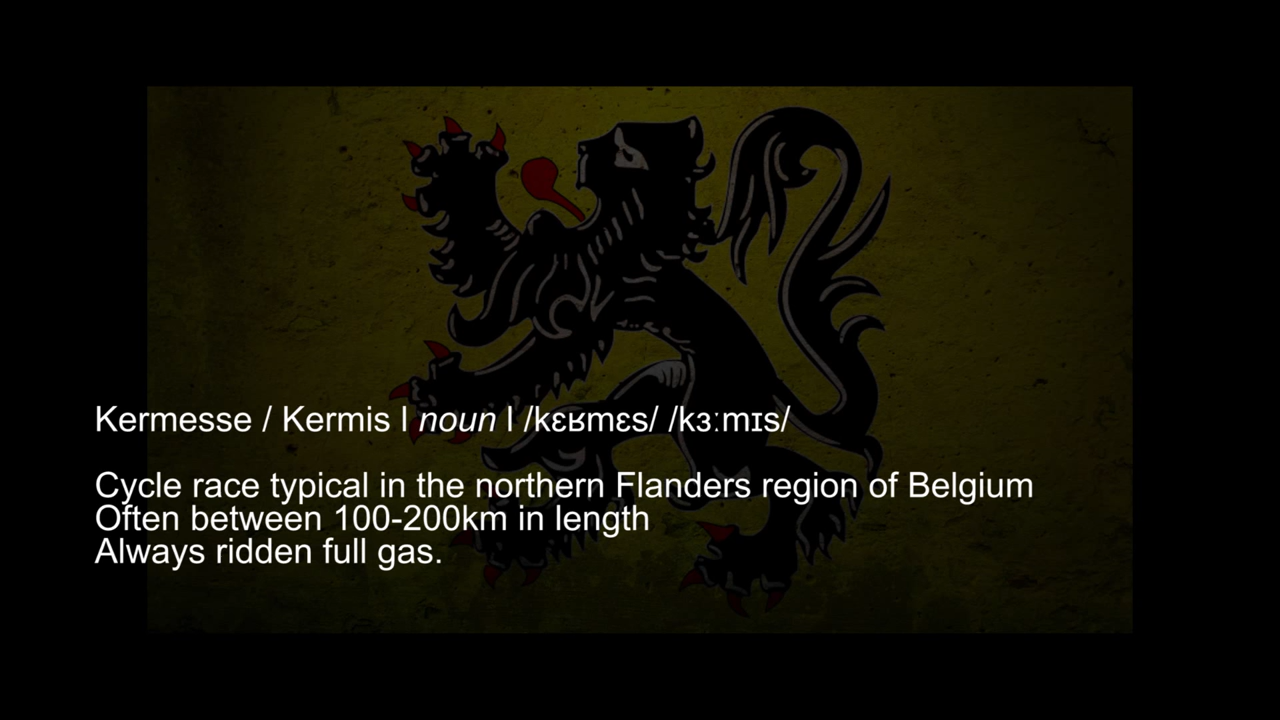 Kermesse / Kermis | noun | /kɛʁmɛs/ /kɜːmɪs/
Cycle race typical in the northern Flanders region of Belgium
Often between 100-200km in length
Always ridden full gas.